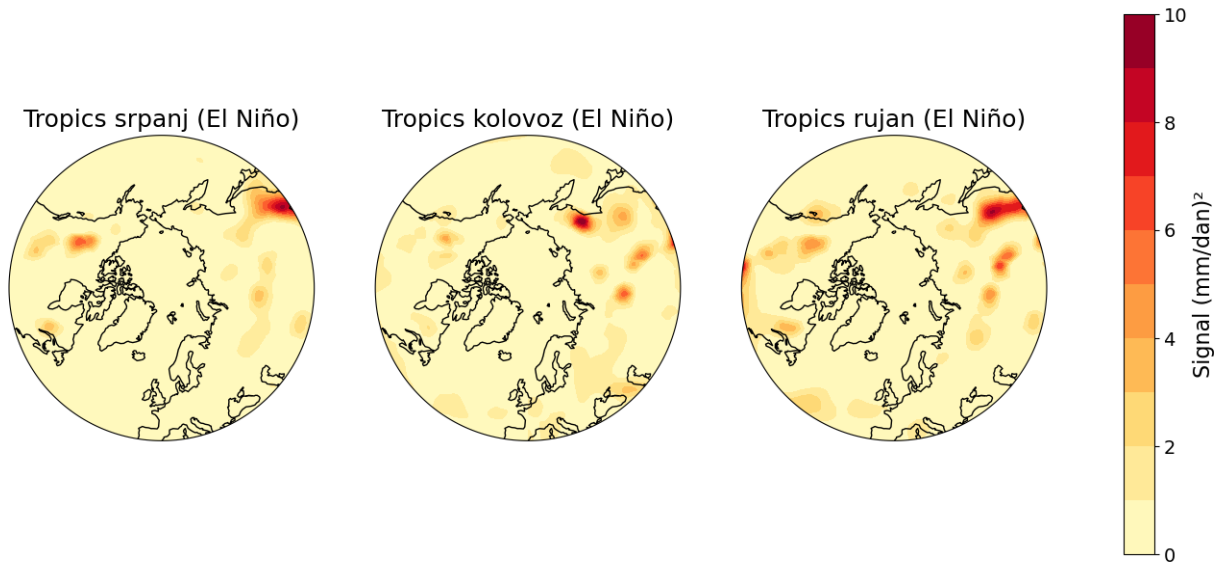 Tropics srpanj (El Niño)
Tropics kolovoz (El Niño)
Tropics rujan (El Niño)
10
8
6
4
2
0
Signal (mm/dan)²